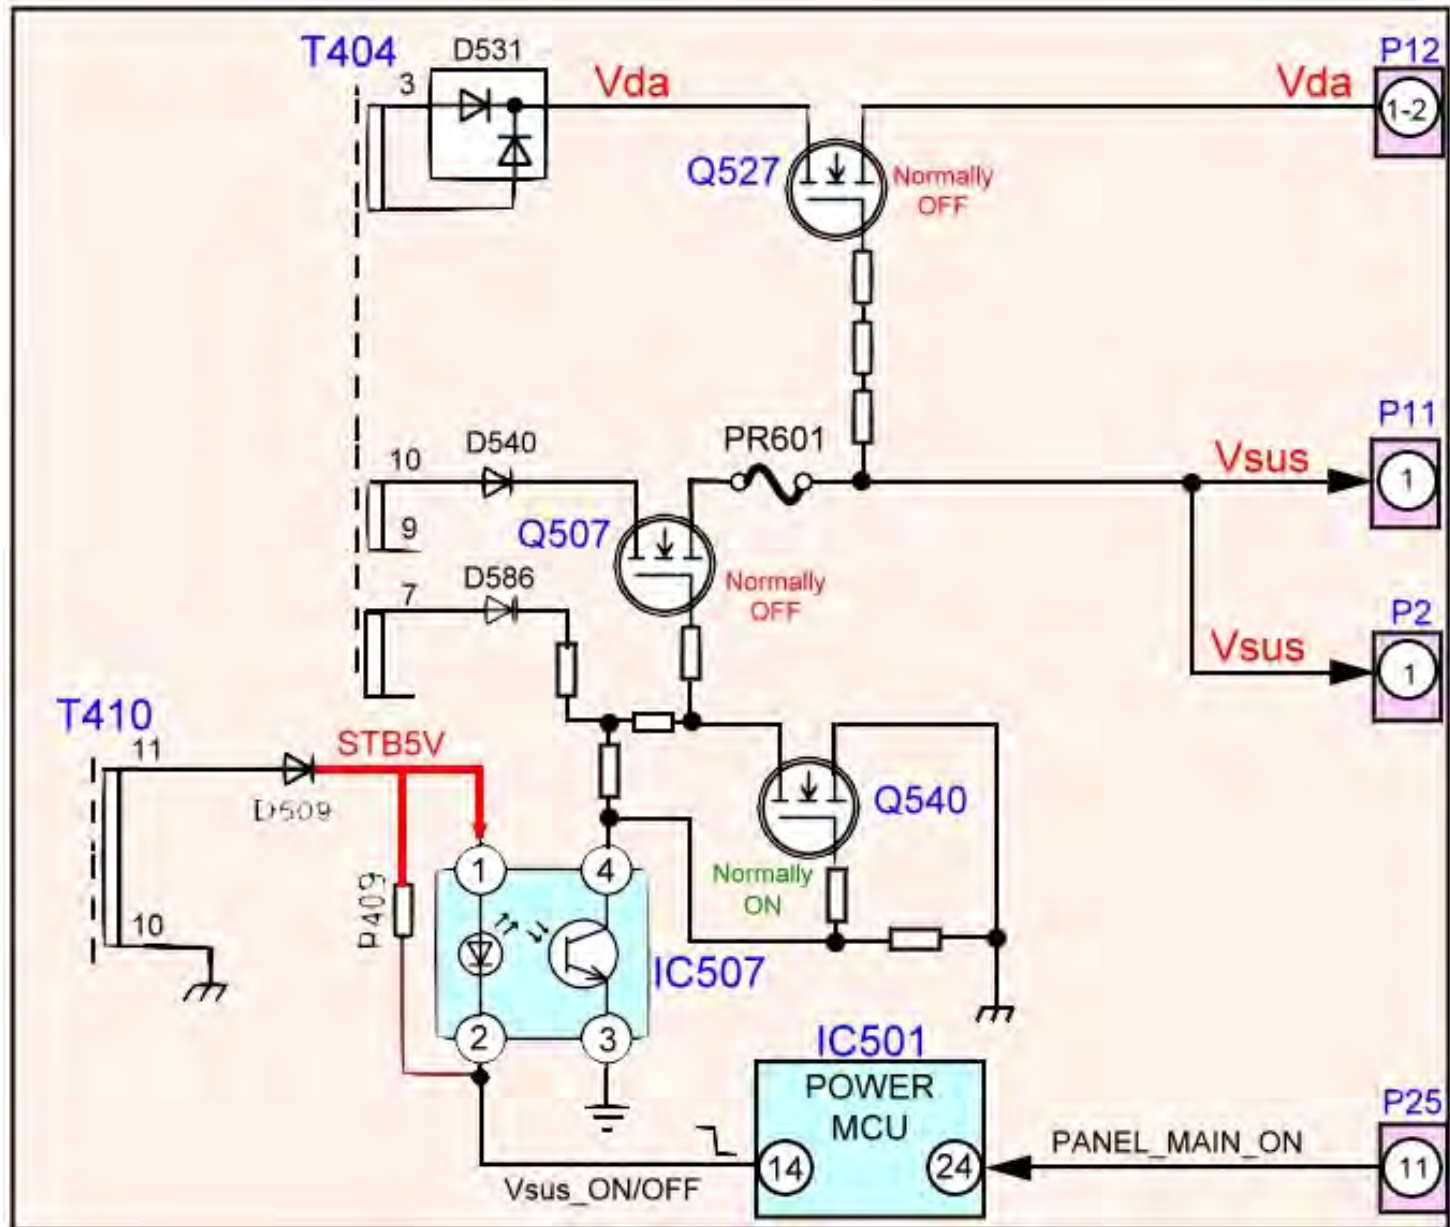 T404
D531
P12
3
Vda
Vda
1-2
Q527
Normally
OFF
P11
PR601
D540
10
Vsus
1
9
Q507
D586
Normally
OFF
7
P2
Vsus
1
T410
11
STB5V
D509
Q540
1
4
Normally
ON
R409
10
IC507
2
3
IC501
POWER
MCU
P25
PANEL_MAIN_ON
14
24
11
Vsus_ON/OFF